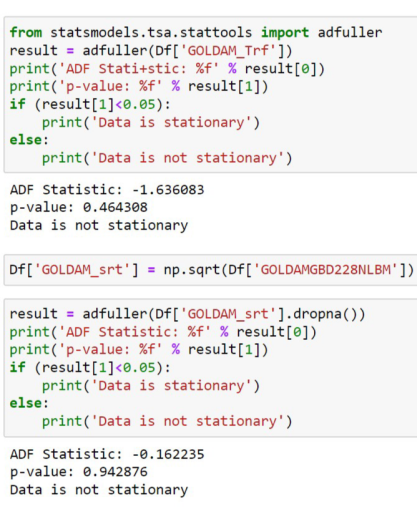 from statsmodels.tsa.stattools import adfuller
result = adfuller(Df['GOLDAM_Trf'])
print('ADF Stati+stic: %f' % result[0])
print('p-value: %f' % result[1])
if (result[1]<0.05):
    print('Data is stationary')
else:
    print('Data is not stationary')
ADF Statistic: -1.636083
p-value: 0.464308
Data is not stationary
Df['GOLDAM_srt'] = np.sqrt(Df['GOLDAMGBD228NLBM'])
result = adfuller(Df['GOLDAM_srt'].dropna())
print('ADF Statistic: %f' % result[0])
print('p-value: %f' % result[1])
if (result[1]<0.05):
    print('Data is stationary')
else:
    print('Data is not stationary')
ADF Statistic: -0.162235
p-value: 0.942876
Data is not stationary